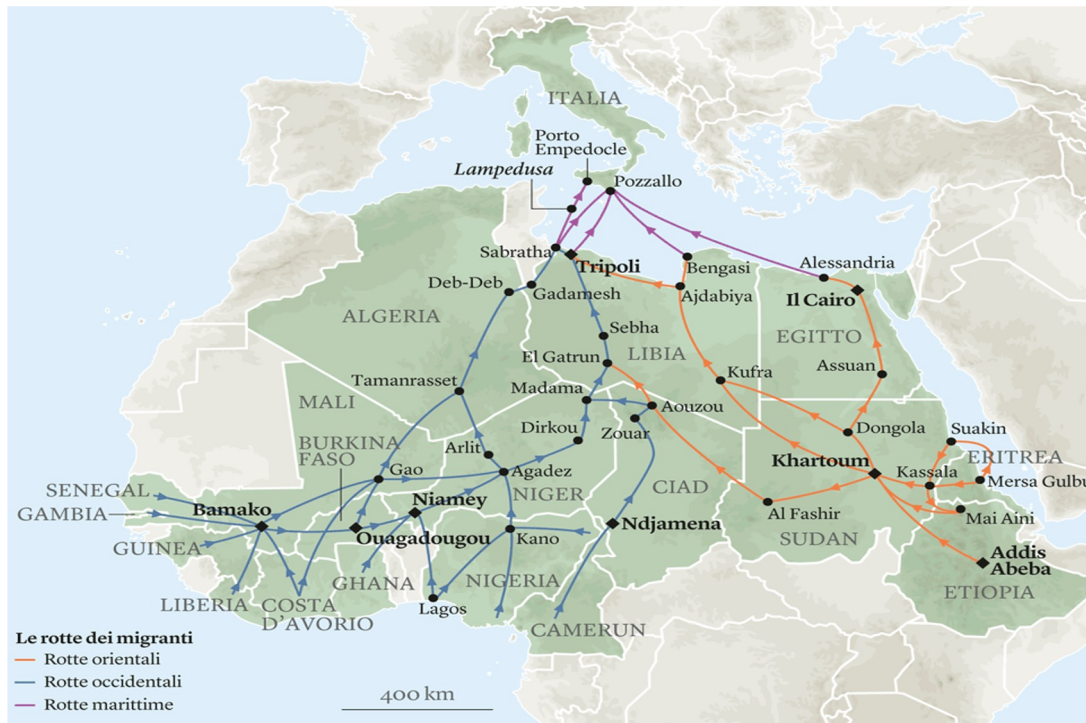 ITALIA
Porto
Empedocle
Lampedusa
Pozzallo
Sabratha
Tripoli
Bengasi
Alessandria
Deb-Deb
Gadamesh
Ajdabiya
Il Cairo
ALGERIA
Sebha
LIBIA
EGITTO
El Gatrun
Assuan
Tamanrasset
Madama
Kufra
MALI
Aouzou
Zouar
Dirkou
Dongola
Suakin
BURKINA
FASO
Arlit
Khartoum
Kassala
ERITREA
Gao
Agadez
Mersa Gulbu
SENEGAL
NIGER
CIAD
GAMBIA
Bamako
Niamey
Al Fashir
Mai Aini
Ouagadougou
Kano
Ndjamena
SUDAN
GUINEA
Addis
Abeba
GHANA
NIGERIA
ETIOPIA
LIBERIA
COSTA
D'AVORIO
Lagos
CAMERUN
Le rotte dei migranti
Rotte orientali
Rotte occidentali
Rotte marittime
400 km